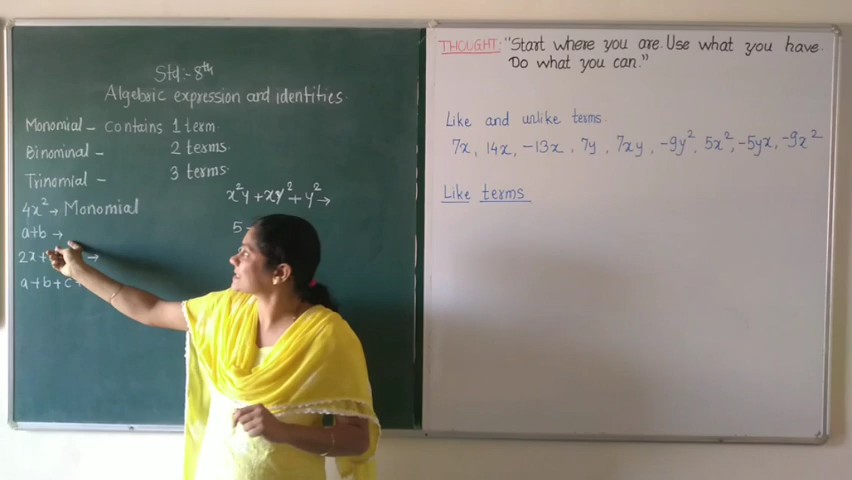 Std:- 8th
Algebric expression and identities.
Monomial - contains 1 term.
Binominal - 2 terms.
Trinomial - 3 terms.
4x² → Monomial
a+b →
2x+ →
a+b+c+
x²y + xy² + y² →
5-
THOUGHT: "Start where you are. Use what you have.
Do what you can."
Like and unlike terms.
7x, 14x, -13x, 7y, 7xy, -9y², 5x², -5yx, -9x²
Like terms